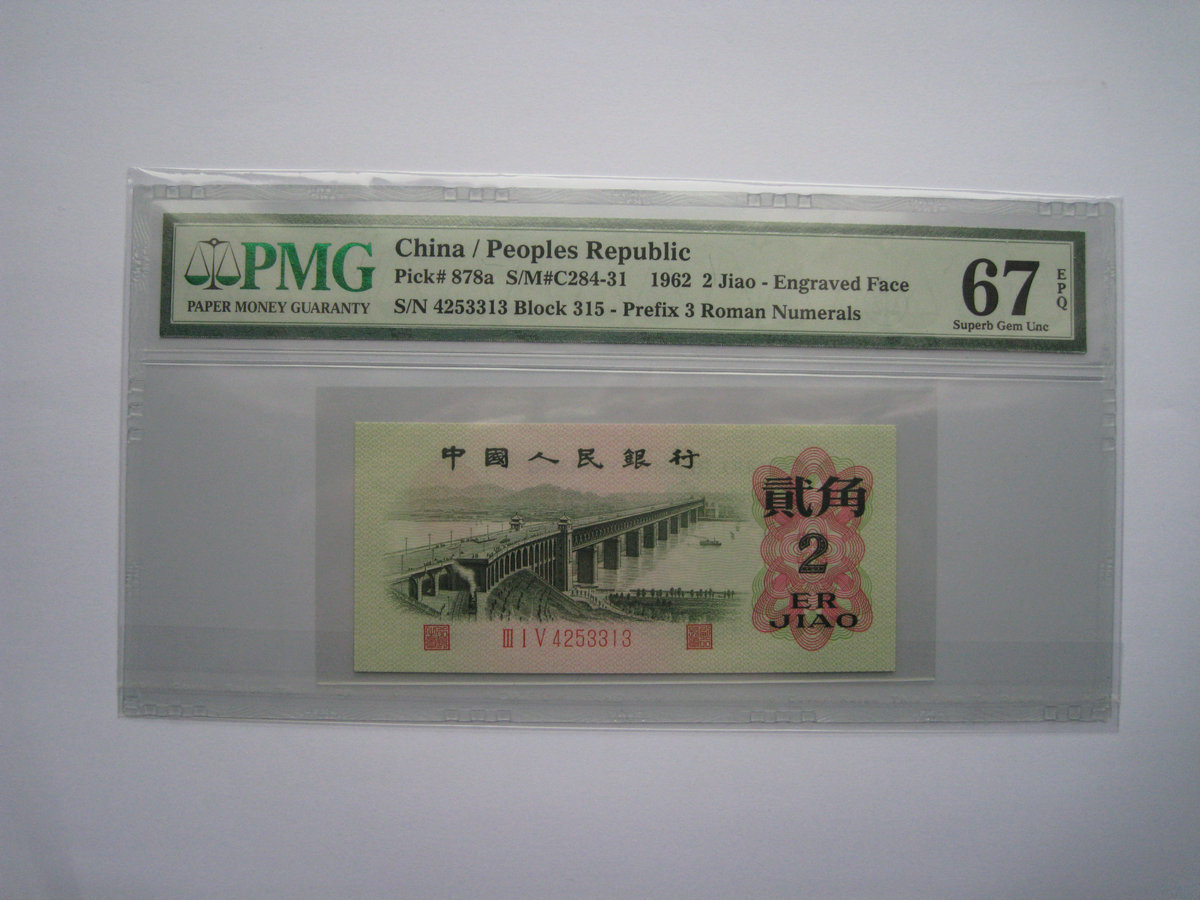 PMG
PAPER MONEY GUARANTY
China / Peoples Republic
Pick# 878a S/M#C284-31 1962 2 Jiao - Engraved Face
S/N 4253313 Block 315 - Prefix 3 Roman Numerals
67
EPQ
Superb Gem Unc
中國人民銀行
貳角
2
ER
JIAO
III I V 4253313